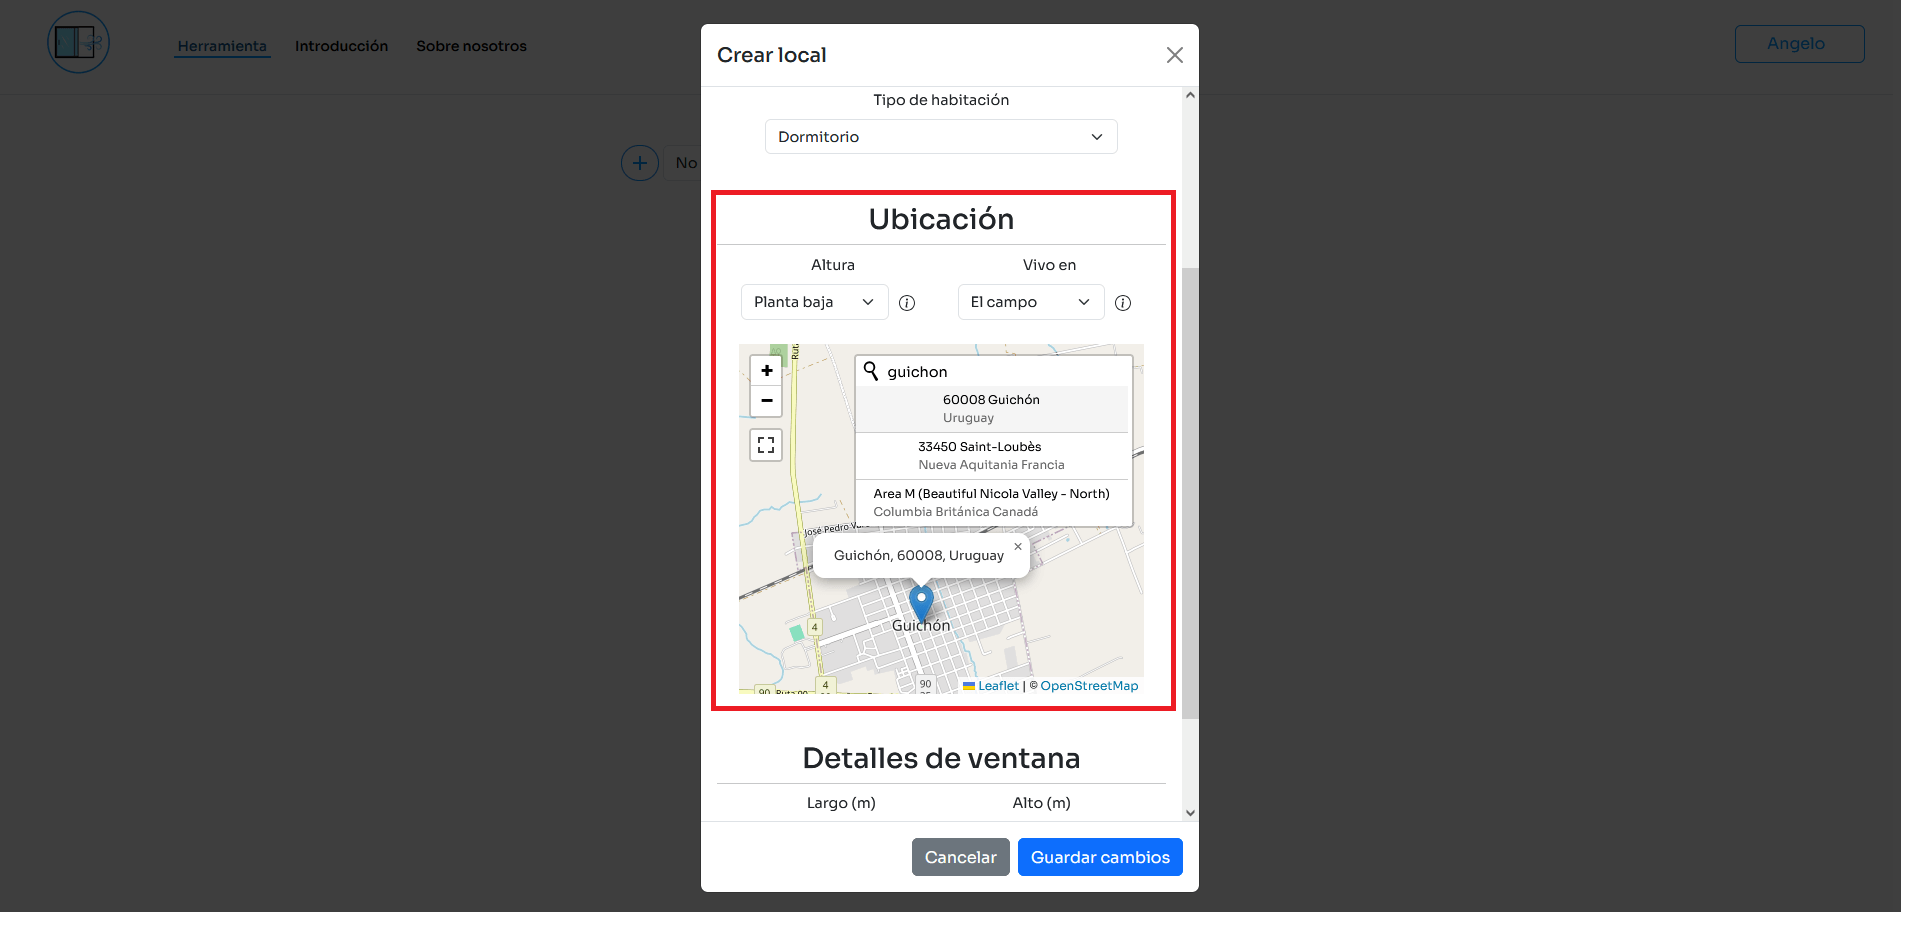 Herramienta Introducción Sobre nosotros Angelo
Crear local
Tipo de habitación
Dormitorio
No
Ubicación
Altura Vivo en
Planta baja El campo
+
−
guichon
60008 Guichón
Uruguay
33450 Saint-Loubès
Nueva Aquitania Francia
Area M (Beautiful Nicola Valley - North)
Columbia Británica Canadá
José Pedro
Guichón, 60008, Uruguay ×
4
Guichón
4
90
90
Leaflet | © OpenStreetMap
Detalles de ventana
Largo (m) Alto (m)
Cancelar Guardar cambios